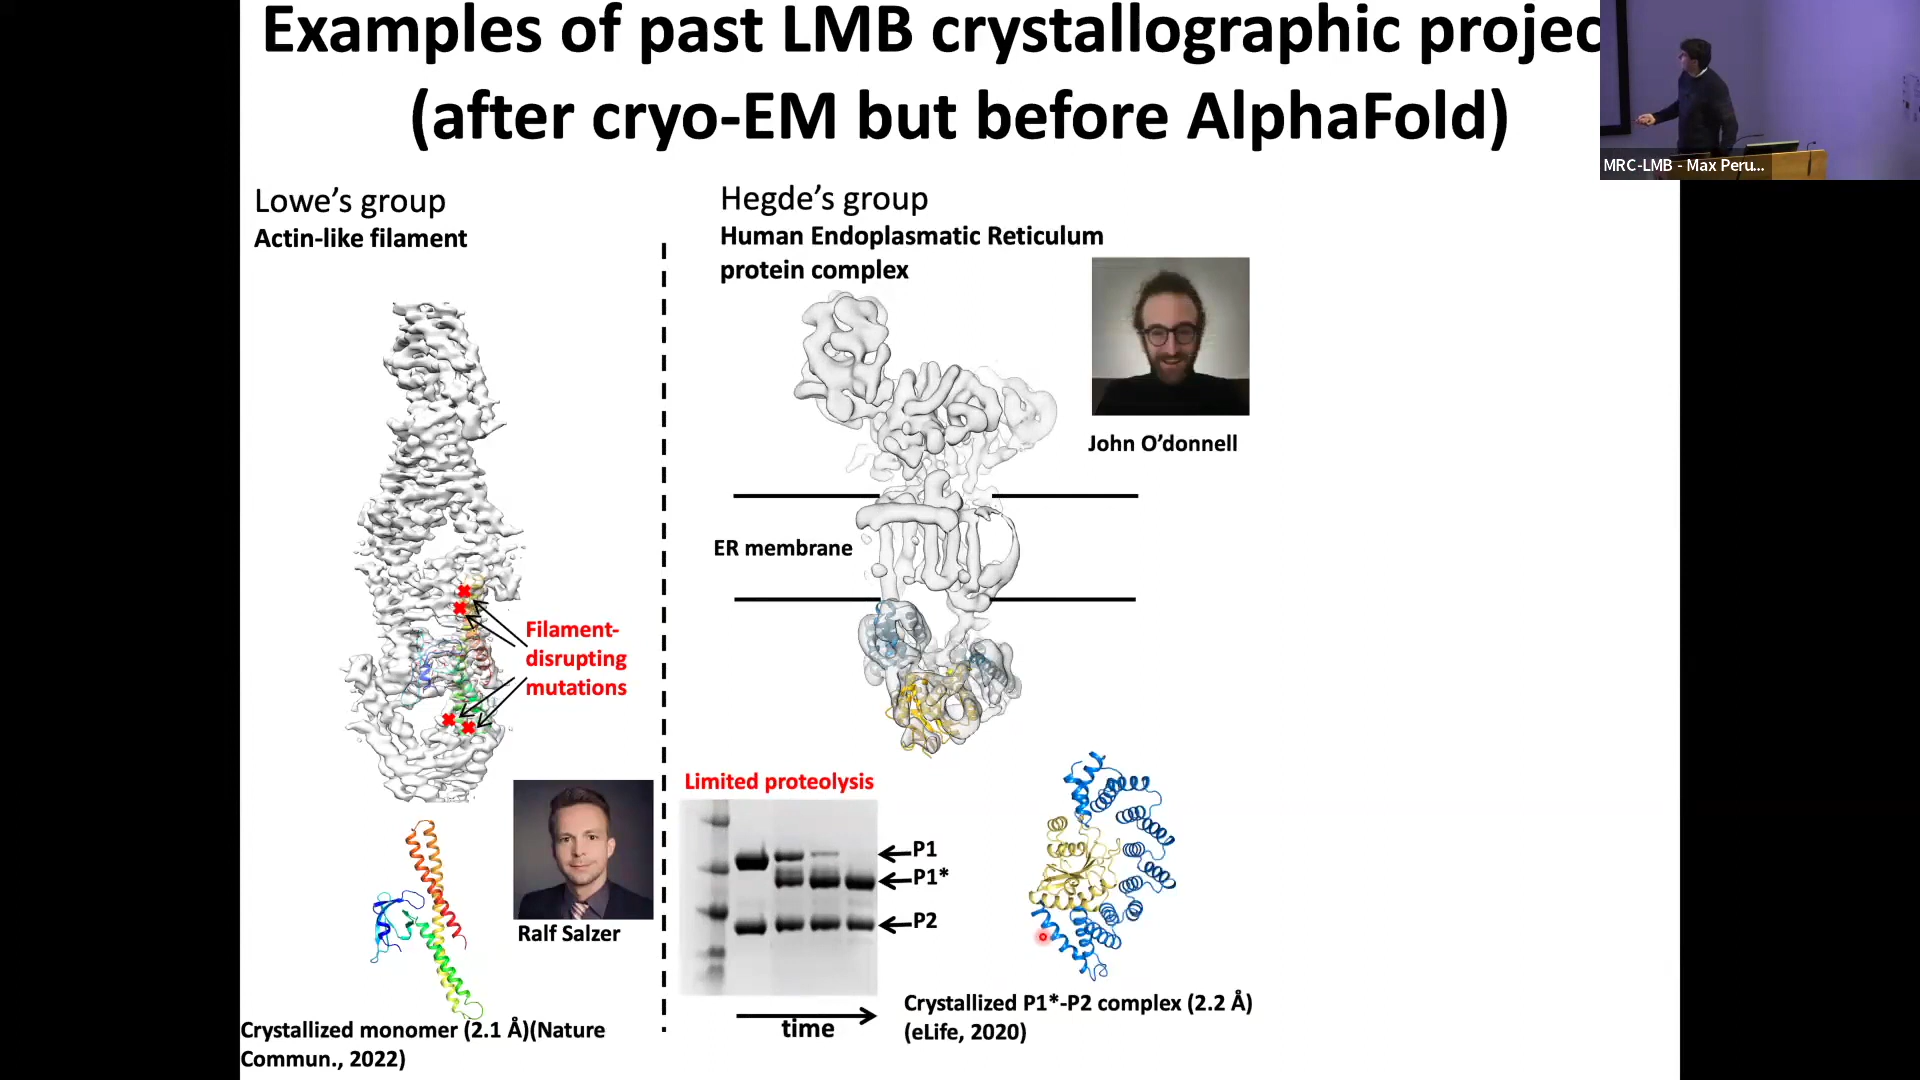 Examples of past LMB crystallographic projec
(after cryo-EM but before AlphaFold)
MRC-LMB - Max Peru...
Lowe's group
Actin-like filament
Filament-
disrupting
mutations
Ralf Salzer
Crystallized monomer (2.1 Å)(Nature
Commun., 2022)
Hegde's group
Human Endoplasmatic Reticulum
protein complex
John O'donnell
ER membrane
Limited proteolysis
P1
P1*
P2
time
Crystallized P1*-P2 complex (2.2 Å)
(eLife, 2020)